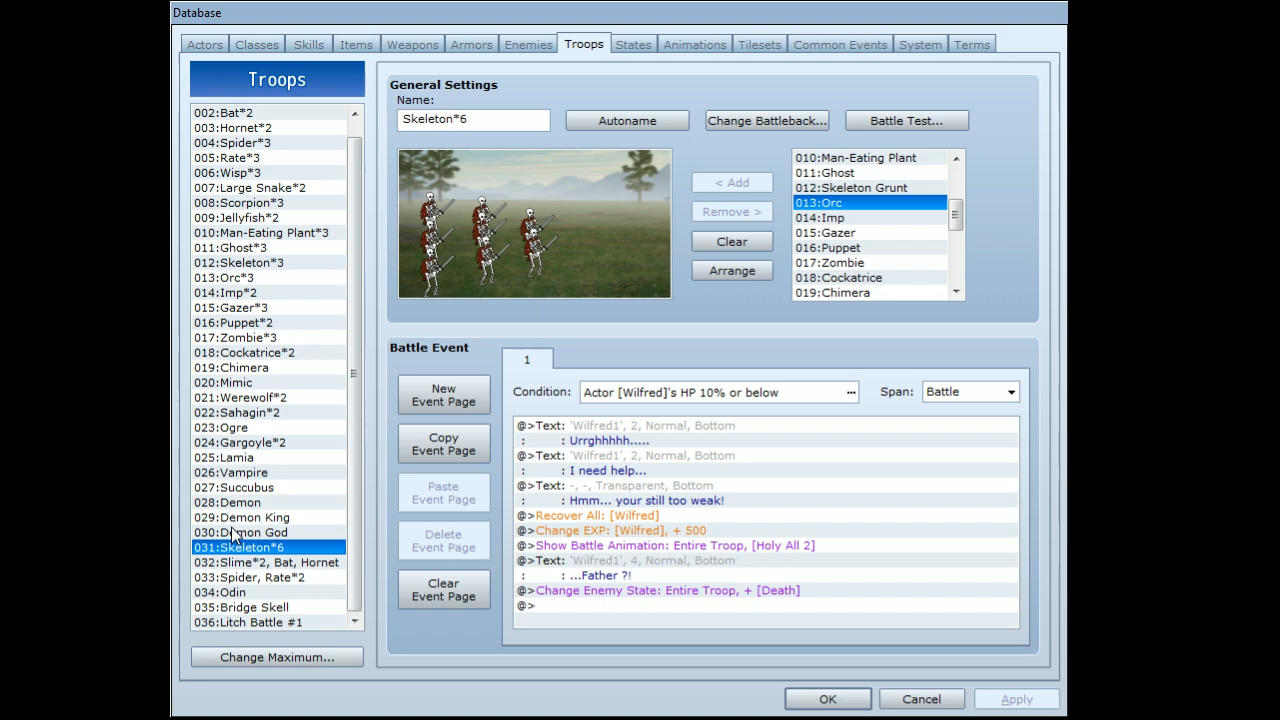 Database
Actors Classes Skills Items Weapons Armors Enemies Troops States Animations Tilesets Common Events System Terms
Troops
002:Bat*2
003:Hornet*2
004:Spider*3
005:Rate*3
006:Wisp*3
007:Large Snake*2
008:Scorpion*3
009:Jellyfish*2
010:Man-Eating Plant*3
011:Ghost*3
012:Skeleton*3
013:Orc*3
014:Imp*2
015:Gazer*3
016:Puppet*2
017:Zombie*3
018:Cockatrice*2
019:Chimera
020:Mimic
021:Werewolf*2
022:Sahagin*2
023:Ogre
024:Gargoyle*2
025:Lamia
026:Vampire
027:Succubus
028:Demon
029:Demon King
030:Demon God
031:Skeleton*6
032:Slime*2, Bat, Hornet
033:Spider, Rate*2
034:Odin
035:Bridge Skell
036:Litch Battle #1
Change Maximum...
General Settings
Name:
Skeleton*6
Autoname
Change Battleback...
Battle Test...
< Add
Remove >
Clear
Arrange
010:Man-Eating Plant
011:Ghost
012:Skeleton Grunt
013:Orc
014:Imp
015:Gazer
016:Puppet
017:Zombie
018:Cockatrice
019:Chimera
Battle Event
New
Event Page
Copy
Event Page
Paste
Event Page
Delete
Event Page
Clear
Event Page
1
Condition: Actor [Wilfred]'s HP 10% or below ...
Span: Battle
@>Text: 'Wilfred1', 2, Normal, Bottom
: : Urrghhhhh.....
@>Text: 'Wilfred1', 2, Normal, Bottom
: : I need help...
@>Text: -, -, Transparent, Bottom
: : Hmm... your still too weak!
@>Recover All: [Wilfred]
@>Change EXP: [Wilfred], + 500
@>Show Battle Animation: Entire Troop, [Holy All 2]
@>Text: 'Wilfred1', 4, Normal, Bottom
: : ...Father ?!
@>Change Enemy State: Entire Troop, + [Death]
@>
OK
Cancel
Apply